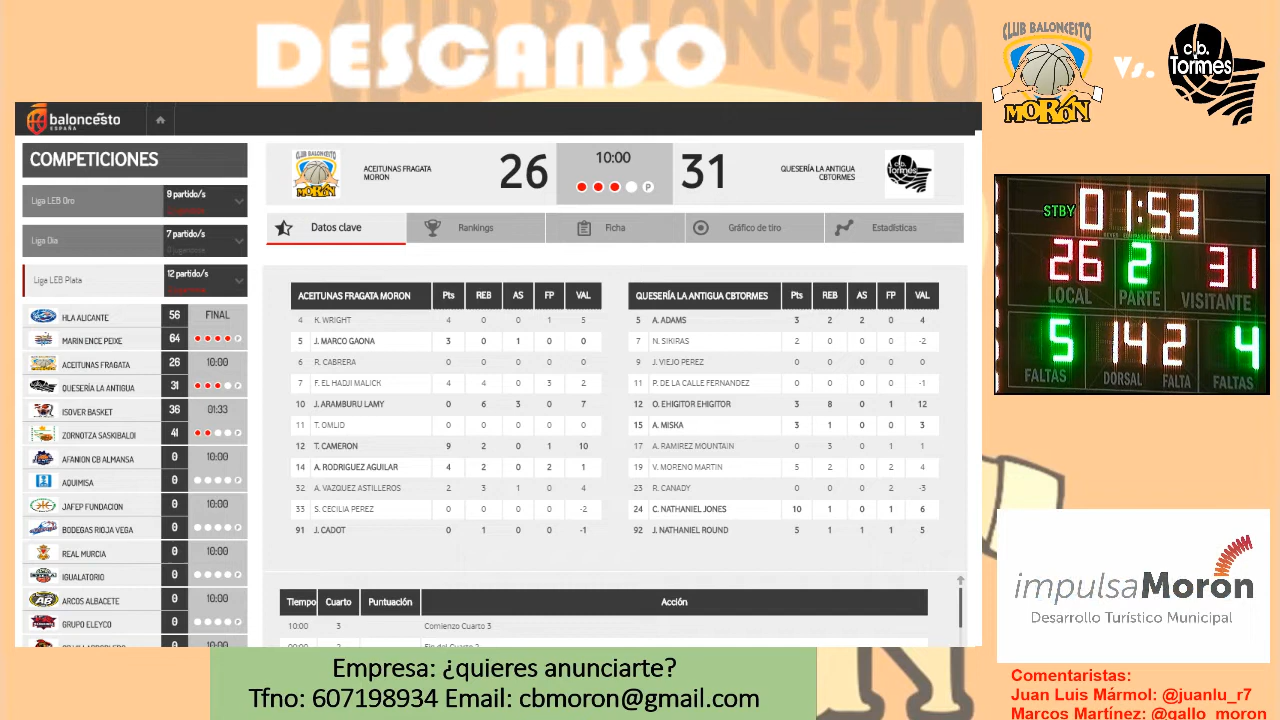 DESCANSO
CLUB BALONCESTO
MORÓN
Vs.
c.b. Tormes
baloncesto
ESPAÑA
COMPETICIONES
Liga LEB Oro 9 partido/s
Liga Dia 7 partido/s
0 jugándose
Liga LEB Plata 12 partido/s
HLA ALICANTE 56 FINAL
MARIN ENCE PEIXE 64 P
ACEITUNAS FRAGATA 26 10:00
QUESERÍA LA ANTIGUA 31 P
ISOVER BASKET 36 01:33
ZORNOTZA SASKIBALOI 41 P
AFANION CB ALMANSA 0 10:00
AQUIMISA 0 P
JAFEP FUNDACION 0 10:00
BODEGAS RIOJA VEGA 0 P
REAL MURCIA 0 10:00
IGUALATORIO 0 P
ARCOS ALBACETE 0 10:00
GRUPO ELEYCO 0 P
0 10:00
ACEITUNAS FRAGATA MORON 26 10:00 P 31 QUESERÍA LA ANTIGUA CBTORMES
Datos clave Rankings Ficha Gráfico de tiro Estadísticas
ACEITUNAS FRAGATA MORON Pts REB AS FP VAL
4 K. WRIGHT 4 0 0 1 5
5 J. MARCO GAONA 3 0 1 0 0
6 R. CABRERA 0 0 0 0 0
7 F. EL HADJI MALICK 4 4 0 3 2
10 J. ARAMBURU LAMY 0 6 3 0 7
11 T. OMLID 0 0 0 0 0
12 T. CAMERON 9 2 0 1 10
14 A. RODRIGUEZ AGUILAR 4 2 0 2 1
32 A. VAZQUEZ ASTILLEROS 2 3 1 0 4
33 S. CECILIA PEREZ 0 0 0 0 -2
91 J. CADOT 0 1 0 0 -1
QUESERÍA LA ANTIGUA CBTORMES Pts REB AS FP VAL
5 A. ADAMS 3 2 2 0 4
7 N. SIKIRAS 2 0 0 0 -2
9 J. VIEJO PEREZ 0 0 0 0 0
11 P. DE LA CALLE FERNANDEZ 0 0 0 0 -1
12 O. EHIGITOR EHIGITOR 3 8 0 1 12
15 A. MISKA 3 1 0 0 3
17 A. RAMIREZ MOUNTAIN 0 3 0 1 1
19 V. MORENO MARTIN 5 2 0 2 4
23 R. CANADY 0 0 0 2 -3
24 C. NATHANIEL JONES 10 1 0 1 6
92 J. NATHANIEL ROUND 5 1 1 1 5
Tiempo Cuarto Puntuación Acción
10:00 3 Comienzo Cuarto 3
00:00 2 Fin del Cuarto 2
STBY 01:53
26 2 31
LOCAL PARTE VISITANTE
5 14 2 4
FALTAS DORSAL FALTA FALTAS
impulsaMorón
Desarrollo Turístico Municipal
Empresa: ¿quieres anunciarte?
Tfno: 607198934 Email: cbmoron@gmail.com
Comentaristas:
Juan Luis Mármol: @juanlu_r7
Marcos Martínez: @gallo_moron